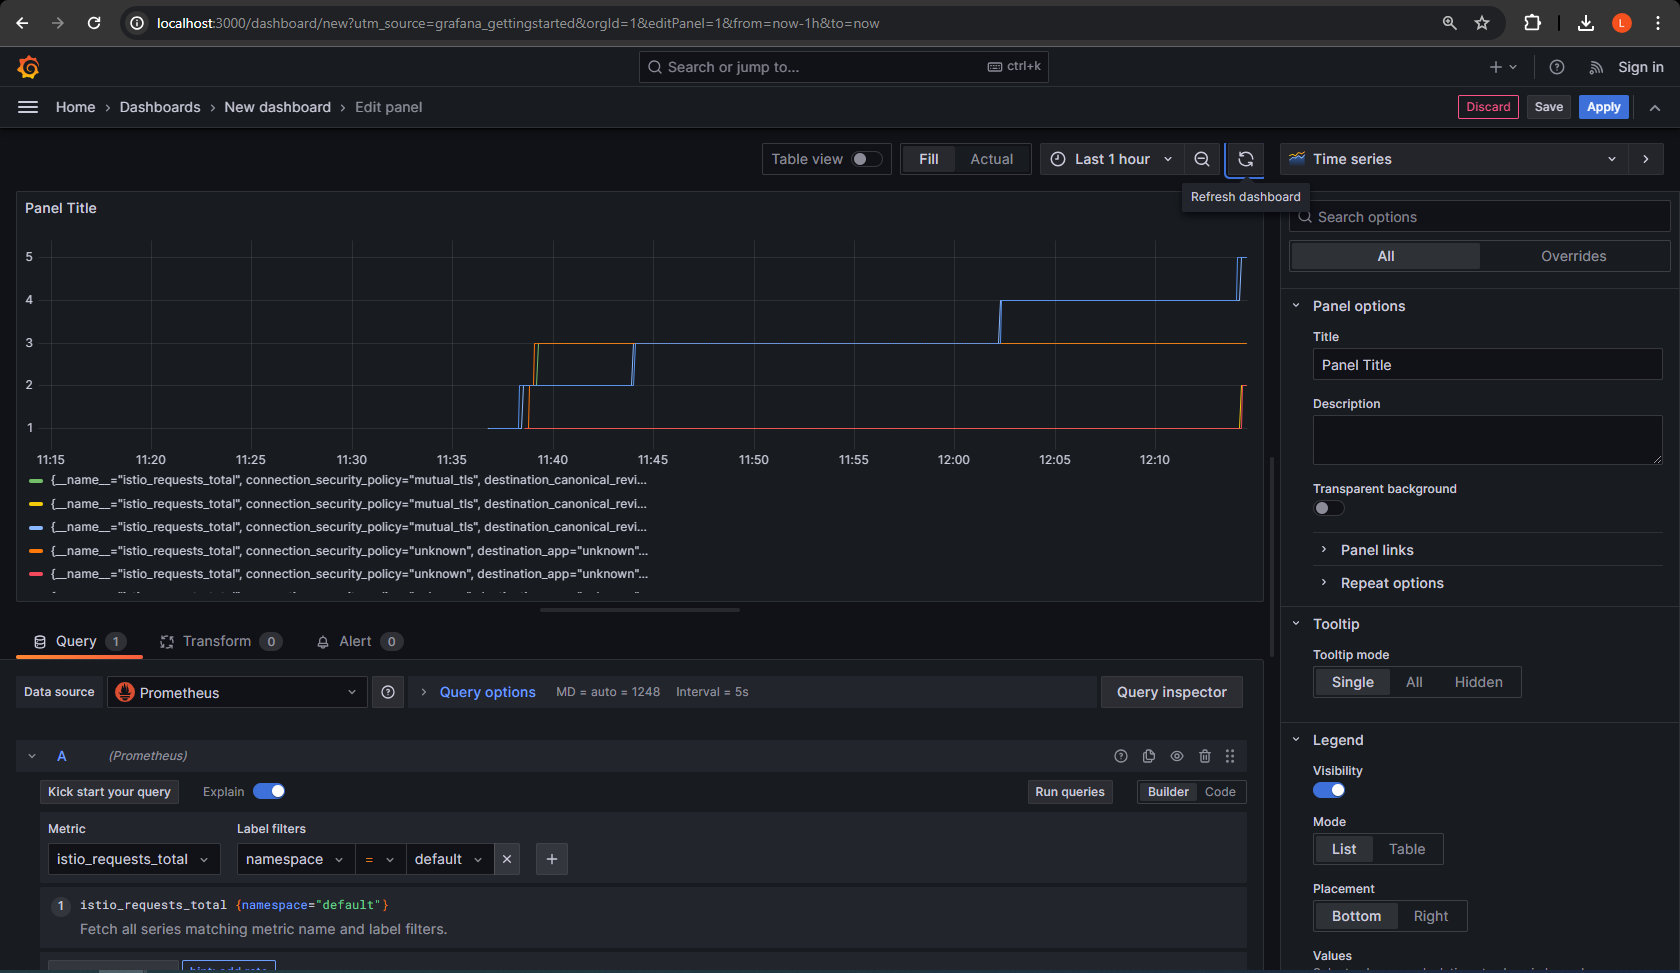 localhost:3000/dashboard/new?utm_source=grafana_gettingstarted&orgId=1&editPanel=1&from=now-1h&to=now
L
Search or jump to...
ctrl+k
Sign in
Home › Dashboards › New dashboard › Edit panel
Discard
Save
Apply
Table view
Fill
Actual
Last 1 hour
Time series
Refresh dashboard
Panel Title
5
4
3
2
1
11:15 11:20 11:25 11:30 11:35 11:40 11:45 11:50 11:55 12:00 12:05 12:10
{__name__="istio_requests_total", connection_security_policy="mutual_tls", destination_canonical_revi...
{__name__="istio_requests_total", connection_security_policy="mutual_tls", destination_canonical_revi...
{__name__="istio_requests_total", connection_security_policy="mutual_tls", destination_canonical_revi...
{__name__="istio_requests_total", connection_security_policy="unknown", destination_app="unknown"...
{__name__="istio_requests_total", connection_security_policy="unknown", destination_app="unknown"...
Query 1
Transform 0
Alert 0
Data source
Prometheus
Query options
MD = auto = 1248
Interval = 5s
Query inspector
A
(Prometheus)
Kick start your query
Explain
Run queries
Builder
Code
Metric
Label filters
istio_requests_total
namespace
=
default
1
istio_requests_total {namespace="default"}
Fetch all series matching metric name and label filters.
Search options
All
Overrides
Panel options
Title
Panel Title
Description
Transparent background
Panel links
Repeat options
Tooltip
Tooltip mode
Single
All
Hidden
Legend
Visibility
Mode
List
Table
Placement
Bottom
Right
Values